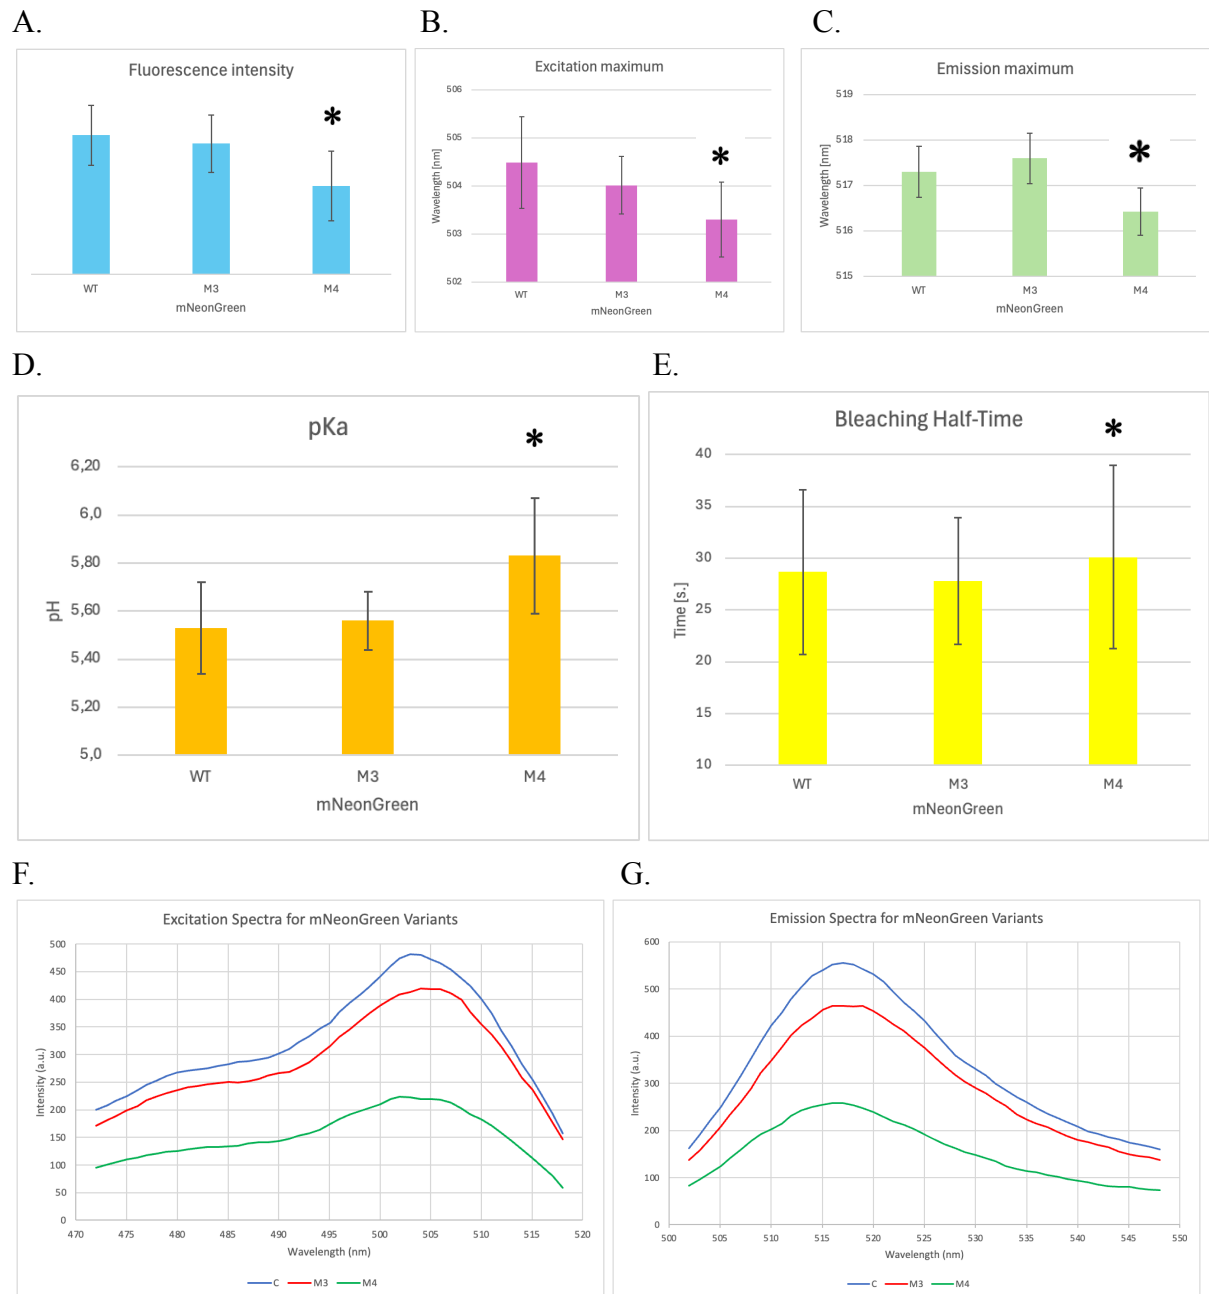 A.
B.
C.
Fluorescence intensity
*
WT
M3
M4
mNeonGreen
Excitation maximum
506
505
504
503
502
Wavelength [nm]
*
WT
M3
M4
mNeonGreen
Emission maximum
519
518
517
516
515
Wavelength [nm]
*
WT
M3
M4
mNeonGreen
D.
E.
pKa
*
6,20
6,0
5,80
5,60
5,40
5,20
5,0
pH
WT
M3
M4
mNeonGreen
Bleaching Half-Time
*
40
35
30
25
20
15
10
Time [s.]
WT
M3
M4
mNeonGreen
F.
G.
Excitation Spectra for mNeonGreen Variants
500
450
400
350
300
250
200
150
100
50
0
Intensity (a.u.)
470 475 480 485 490 495 500 505 510 515 520
Wavelength (nm)
C M3 M4
Emission Spectra for mNeonGreen Variants
600
500
400
300
200
100
0
Intensity (a.u.)
500 505 510 515 520 525 530 535 540 545 550
Wavelength (nm)
C M3 M4